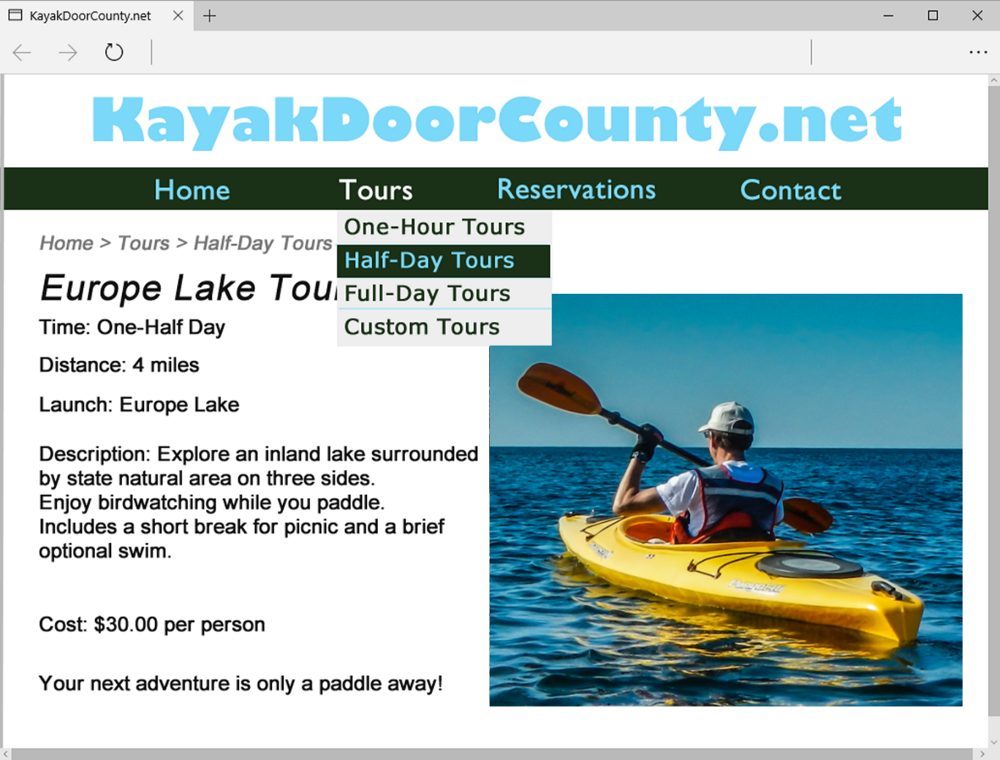 KayakDoorCounty.net
KayakDoorCounty.net
Home Tours Reservations Contact
One-Hour Tours
Home > Tours > Half-Day Tours
Half-Day Tours
Europe Lake
Full-Day Tours
Time: One-Half Day
Custom Tours
Distance: 4 miles
Launch: Europe Lake
Description: Explore an inland lake surrounded
by state natural area on three sides.
Enjoy birdwatching while you paddle.
Includes a short break for picnic and a brief
optional swim.
Cost: $30.00 per person
Your next adventure is only a paddle away!